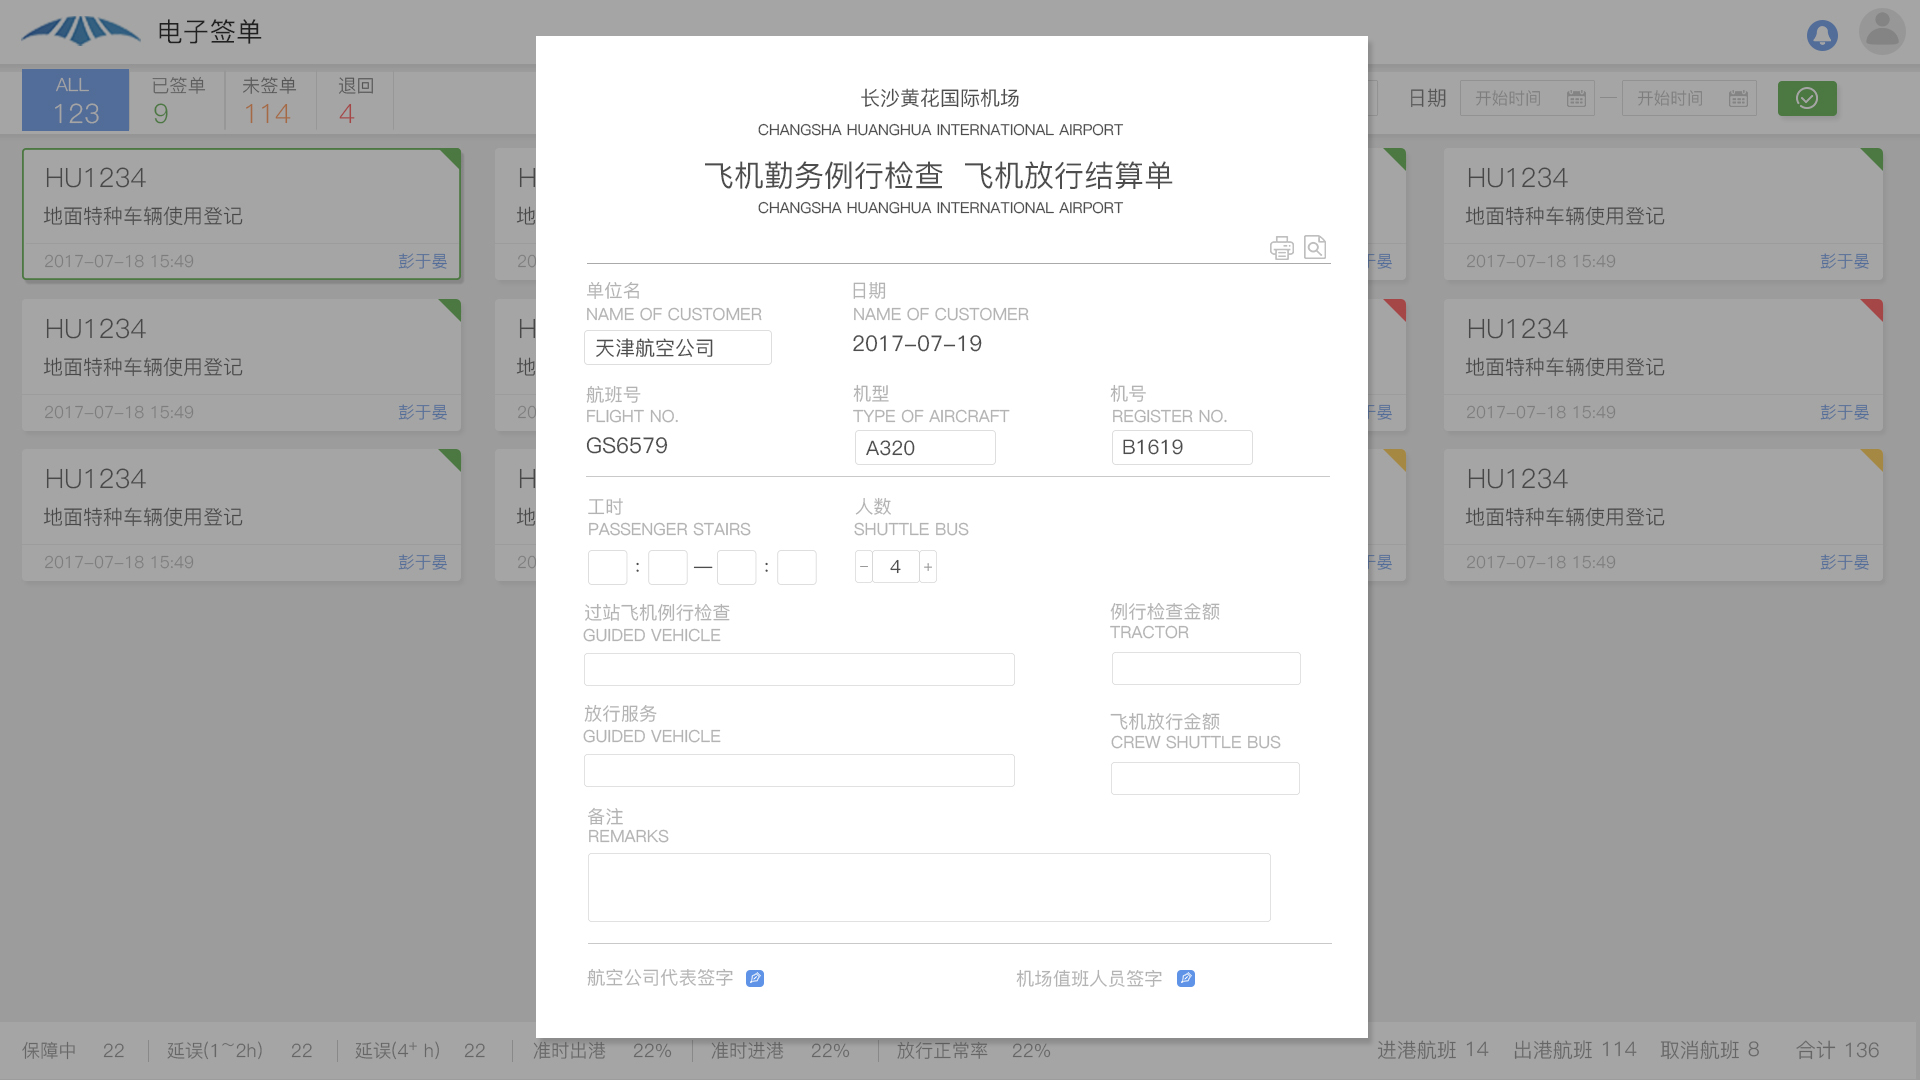 电子签单
ALL
123
已签单
9
未签单
114
退回
4
日期
开始时间
—
开始时间
HU1234
地面特种车辆使用登记
2017-07-18 15:49
彭于晏
HU1234
地面特种车辆使用登记
2017-07-18 15:49
彭于晏
HU1234
地面特种车辆使用登记
2017-07-18 15:49
彭于晏
H
地
20
H
地
20
H
地
20
于晏
于晏
于晏
HU1234
地面特种车辆使用登记
2017-07-18 15:49
彭于晏
HU1234
地面特种车辆使用登记
2017-07-18 15:49
彭于晏
HU1234
地面特种车辆使用登记
2017-07-18 15:49
彭于晏
长沙黄花国际机场
CHANGSHA HUANGHUA INTERNATIONAL AIRPORT
飞机勤务例行检查 飞机放行结算单
CHANGSHA HUANGHUA INTERNATIONAL AIRPORT
单位名
NAME OF CUSTOMER
天津航空公司
日期
NAME OF CUSTOMER
2017-07-19
航班号
FLIGHT NO.
GS6579
机型
TYPE OF AIRCRAFT
A320
机号
REGISTER NO.
B1619
工时
PASSENGER STAIRS
: — :
人数
SHUTTLE BUS
- 4 +
过站飞机例行检查
GUIDED VEHICLE
例行检查金额
TRACTOR
放行服务
GUIDED VEHICLE
飞机放行金额
CREW SHUTTLE BUS
备注
REMARKS
航空公司代表签字
机场值班人员签字
保障中 22
延误(1~2h) 22
延误(4+ h) 22
准时出港 22%
准时进港 22%
放行正常率 22%
进港航班 14
出港航班 114
取消航班 8
合计 136